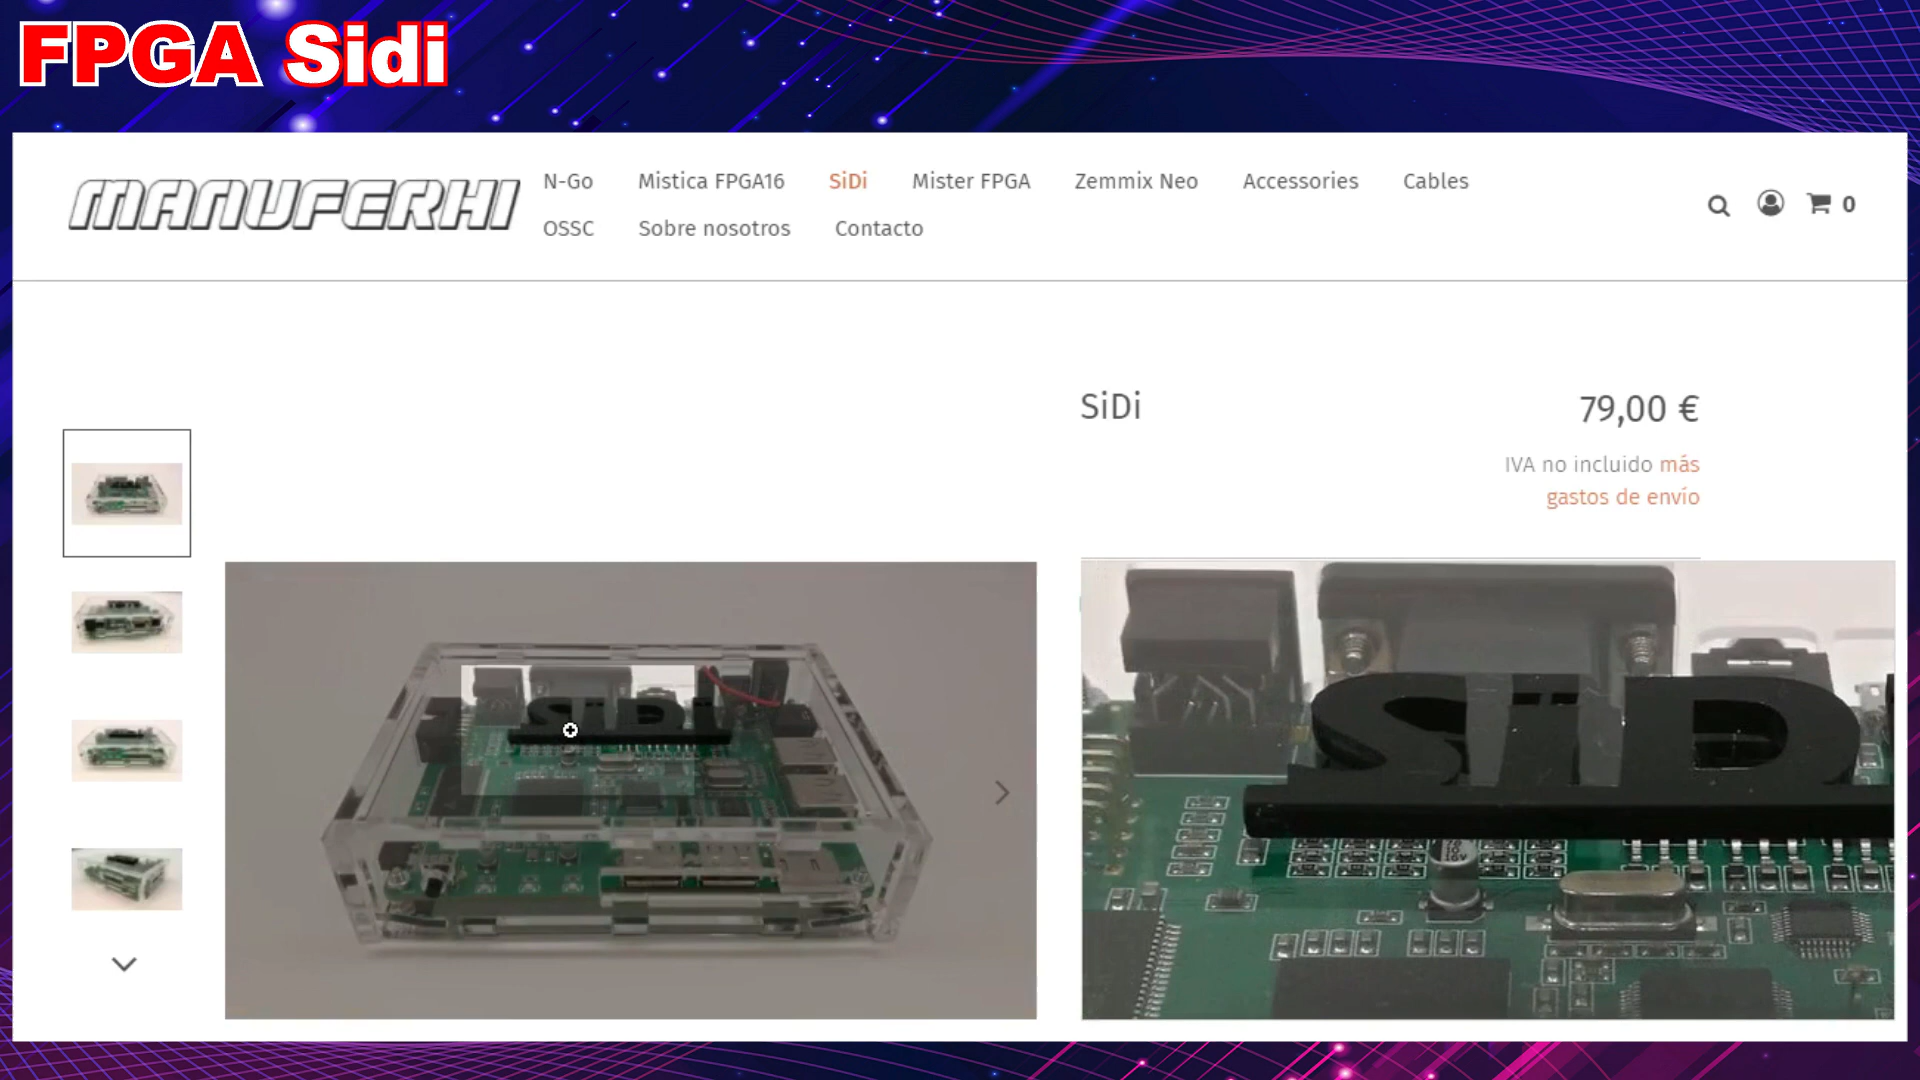 FPGA Sidi
MANUFERHI
N-Go Mistica FPGA16 SiDi Mister FPGA Zemmix Neo Accessories Cables
OSSC Sobre nosotros Contacto
0
SiDi 79,00 €
IVA no incluido más
gastos de envío
SiDi
SiD